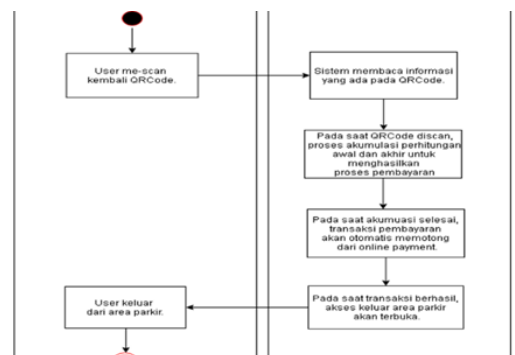 User me-scan
kembali QRCode.
Sistem membaca informasi
yang ada pada QRCode.
Pada saat QRCode discan,
proses akumulasi perhitungan
awal dan akhir untuk
menghasilkan
proses pembayaran
Pada saat akumuasi selesai,
transaksi pembayaran
akan otomatis memotong
dari online payment.
Pada saat transaksi berhasil,
akses keluar area parkir
akan terbuka.
User keluar
dari area parkir.